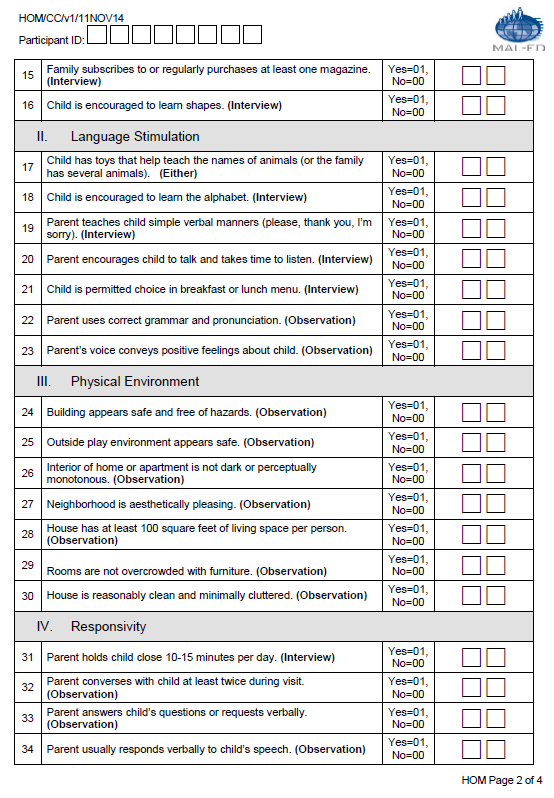 HOM/CC/v1/11NOV14
Participant ID:
MAL-ED
15 Family subscribes to or regularly purchases at least one magazine. Yes=01,
(Interview) No=00
16 Child is encouraged to learn shapes. (Interview) Yes=01,
No=00
II. Language Stimulation
17 Child has toys that help teach the names of animals (or the family Yes=01,
has several animals). (Either) No=00
18 Child is encouraged to learn the alphabet. (Interview) Yes=01,
No=00
19 Parent teaches child simple verbal manners (please, thank you, I'm Yes=01,
sorry). (Interview) No=00
20 Parent encourages child to talk and takes time to listen. (Interview) Yes=01,
No=00
21 Child is permitted choice in breakfast or lunch menu. (Interview) Yes=01,
No=00
22 Parent uses correct grammar and pronunciation. (Observation) Yes=01,
No=00
23 Parent's voice conveys positive feelings about child. (Observation) Yes=01,
No=00
III. Physical Environment
24 Building appears safe and free of hazards. (Observation) Yes=01,
No=00
25 Outside play environment appears safe. (Observation) Yes=01,
No=00
26 Interior of home or apartment is not dark or perceptually Yes=01,
monotonous. (Observation) No=00
27 Neighborhood is aesthetically pleasing. (Observation) Yes=01,
No=00
28 House has at least 100 square feet of living space per person. Yes=01,
(Observation) No=00
29 Rooms are not overcrowded with furniture. (Observation) Yes=01,
No=00
30 House is reasonably clean and minimally cluttered. (Observation) Yes=01,
No=00
IV. Responsivity
31 Parent holds child close 10-15 minutes per day. (Interview) Yes=01,
No=00
32 Parent converses with child at least twice during visit. Yes=01,
(Observation) No=00
33 Parent answers child's questions or requests verbally. Yes=01,
(Observation) No=00
34 Parent usually responds verbally to child's speech. (Observation) Yes=01,
No=00
HOM Page 2 of 4